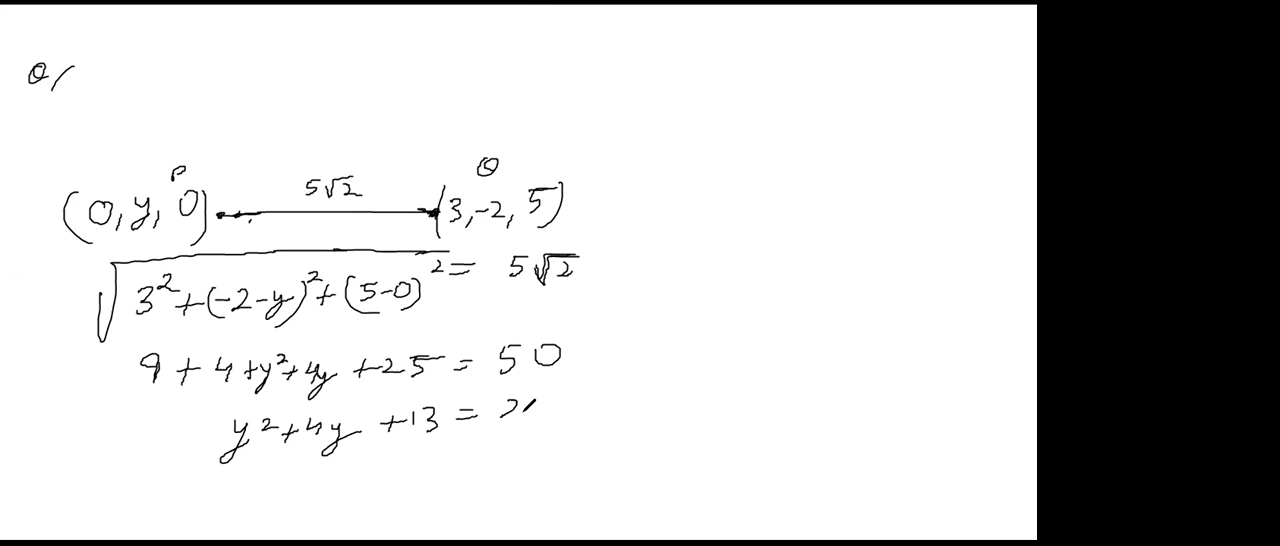 Q/
P Q
(0, y, 0) 5√2 (3, -2, 5)
√(3² + (-2-y)² + (5-0)²) = 5√2
9 + 4 + y² + 4y + 25 = 50
y² + 4y + 13 =